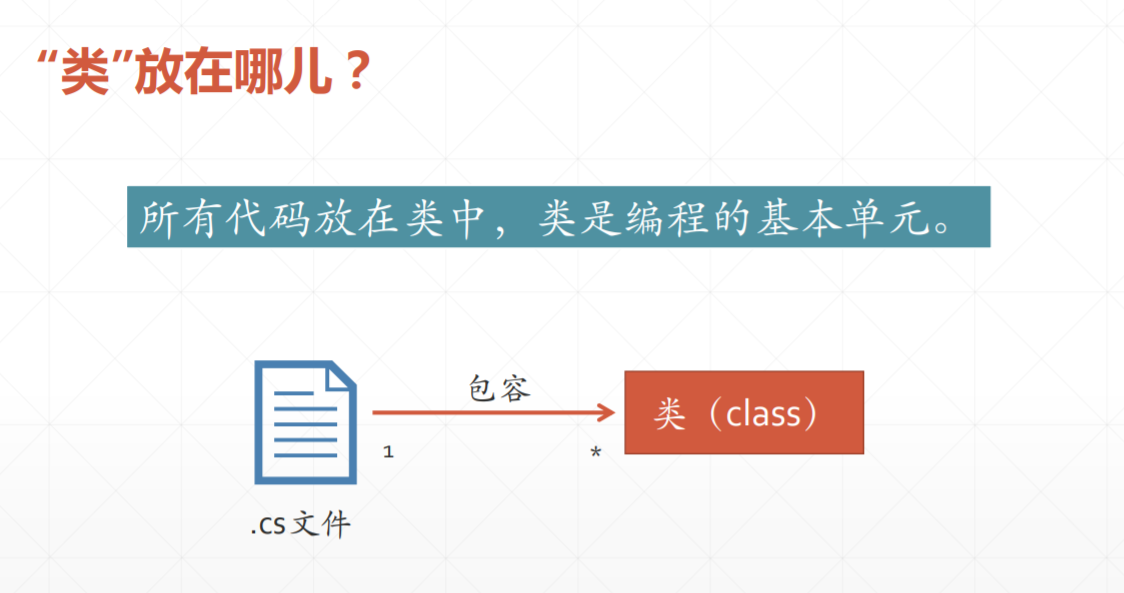 “类”放在哪儿？
所有代码放在类中，类是编程的基本单元。
包容
类（class）
1
*
.cs文件